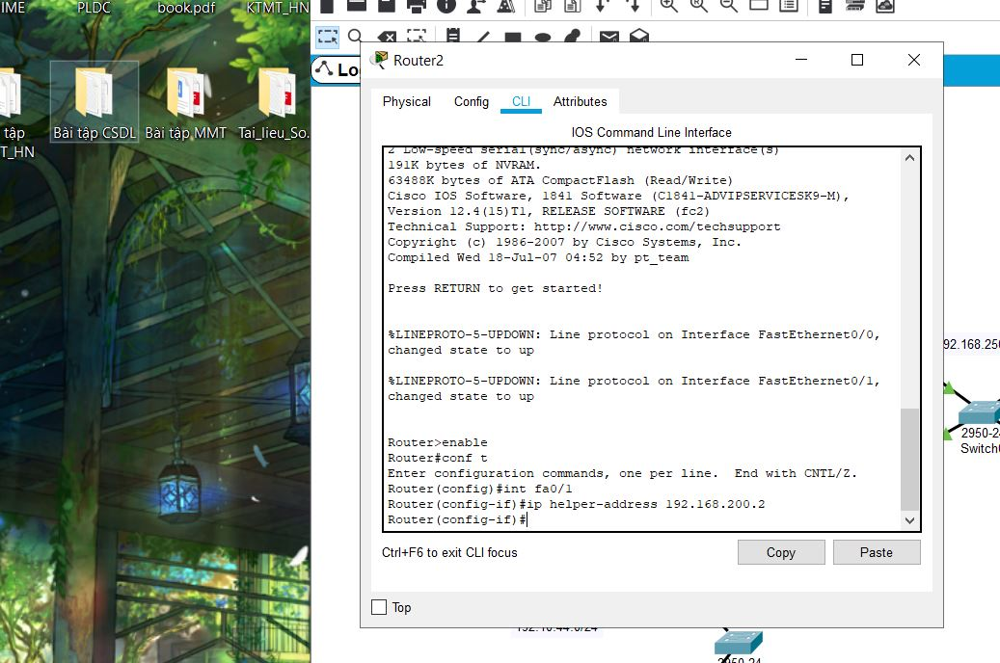 IME
PLDC
book.pdf
KTMT_HN
tập
T_HN
Bài tập CSDL
Bài tập MMT
Tai_lieu_So...
Lo
Router2
Physical
Config
CLI
Attributes
IOS Command Line Interface
2 Low-speed serial(sync/async) network interface(s)
191K bytes of NVRAM.
63488K bytes of ATA CompactFlash (Read/Write)
Cisco IOS Software, 1841 Software (C1841-ADVIPSERVICESK9-M),
Version 12.4(15)T1, RELEASE SOFTWARE (fc2)
Technical Support: http://www.cisco.com/techsupport
Copyright (c) 1986-2007 by Cisco Systems, Inc.
Compiled Wed 18-Jul-07 04:52 by pt_team
Press RETURN to get started!
%LINEPROTO-5-UPDOWN: Line protocol on Interface FastEthernet0/0,
changed state to up
%LINEPROTO-5-UPDOWN: Line protocol on Interface FastEthernet0/1,
changed state to up
Router>enable
Router#conf t
Enter configuration commands, one per line.  End with CNTL/Z.
Router(config)#int fa0/1
Router(config-if)#ip helper-address 192.168.200.2
Router(config-if)#
Ctrl+F6 to exit CLI focus
Copy
Paste
Top
92.168.250
2950-24
Switch
192.10.44.0/24
2950-24